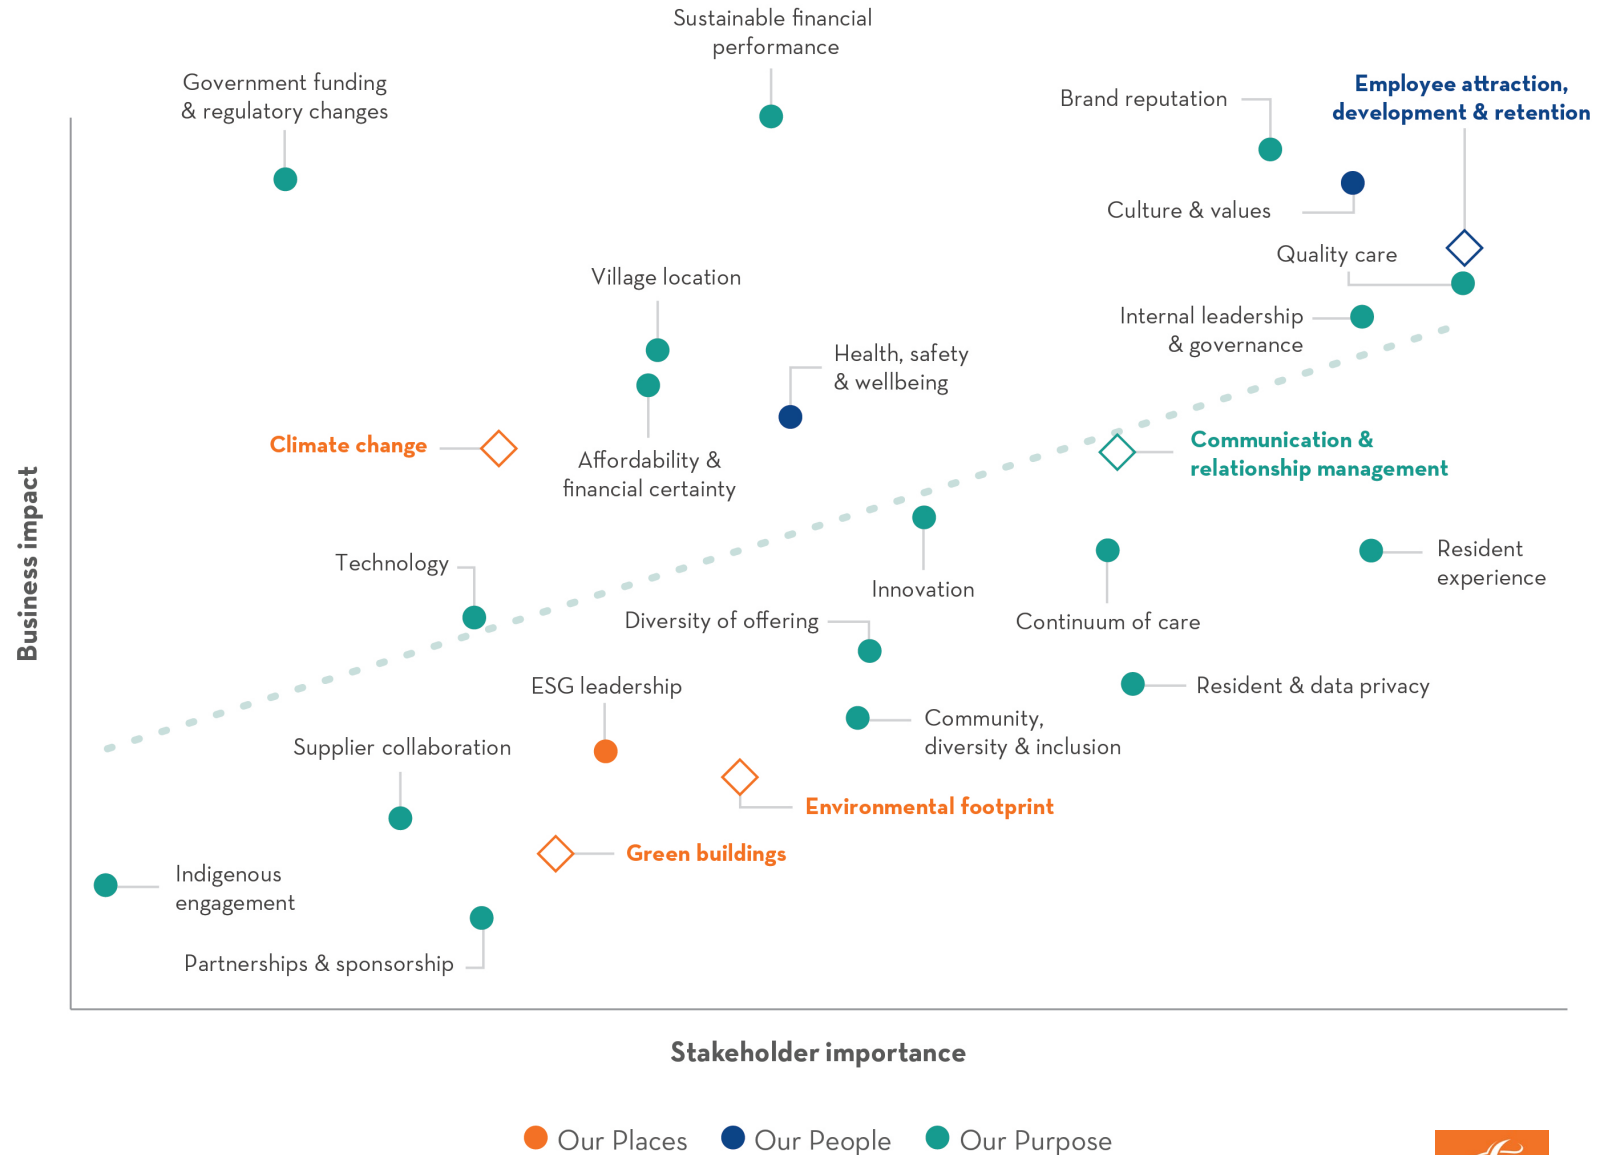 Sustainable financial
performance
Government funding
& regulatory changes
Brand reputation
Employee attraction,
development & retention
Culture & values
Quality care
Village location
Internal leadership
& governance
Health, safety
& wellbeing
Climate change
Affordability &
financial certainty
Communication &
relationship management
Business impact
Technology
Innovation
Resident
experience
Diversity of offering
Continuum of care
ESG leadership
Resident & data privacy
Supplier collaboration
Community,
diversity & inclusion
Environmental footprint
Green buildings
Indigenous
engagement
Partnerships & sponsorship
Stakeholder importance
Our Places
Our People
Our Purpose